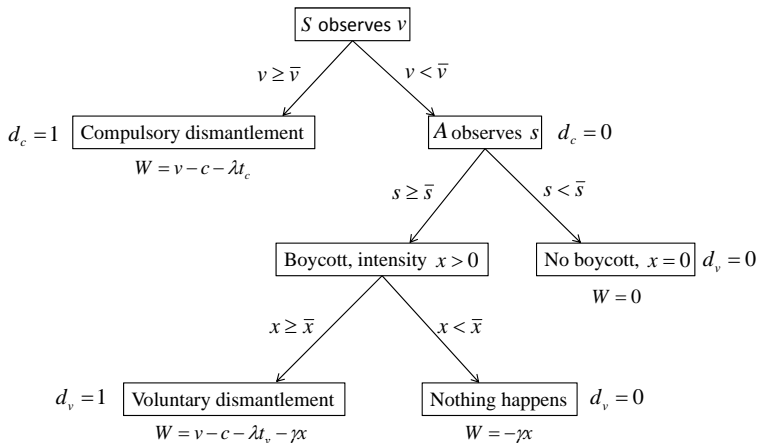 S observes v
v ≥ v̄
v < v̄
d_c = 1
Compulsory dismantlement
A observes s
d_c = 0
W = v − c − λt_c
s ≥ s̄
s < s̄
Boycott, intensity x > 0
No boycott, x = 0
d_v = 0
W = 0
x ≥ x̄
x < x̄
d_v = 1
Voluntary dismantlement
Nothing happens
d_v = 0
W = v − c − λt_v − γx
W = −γx